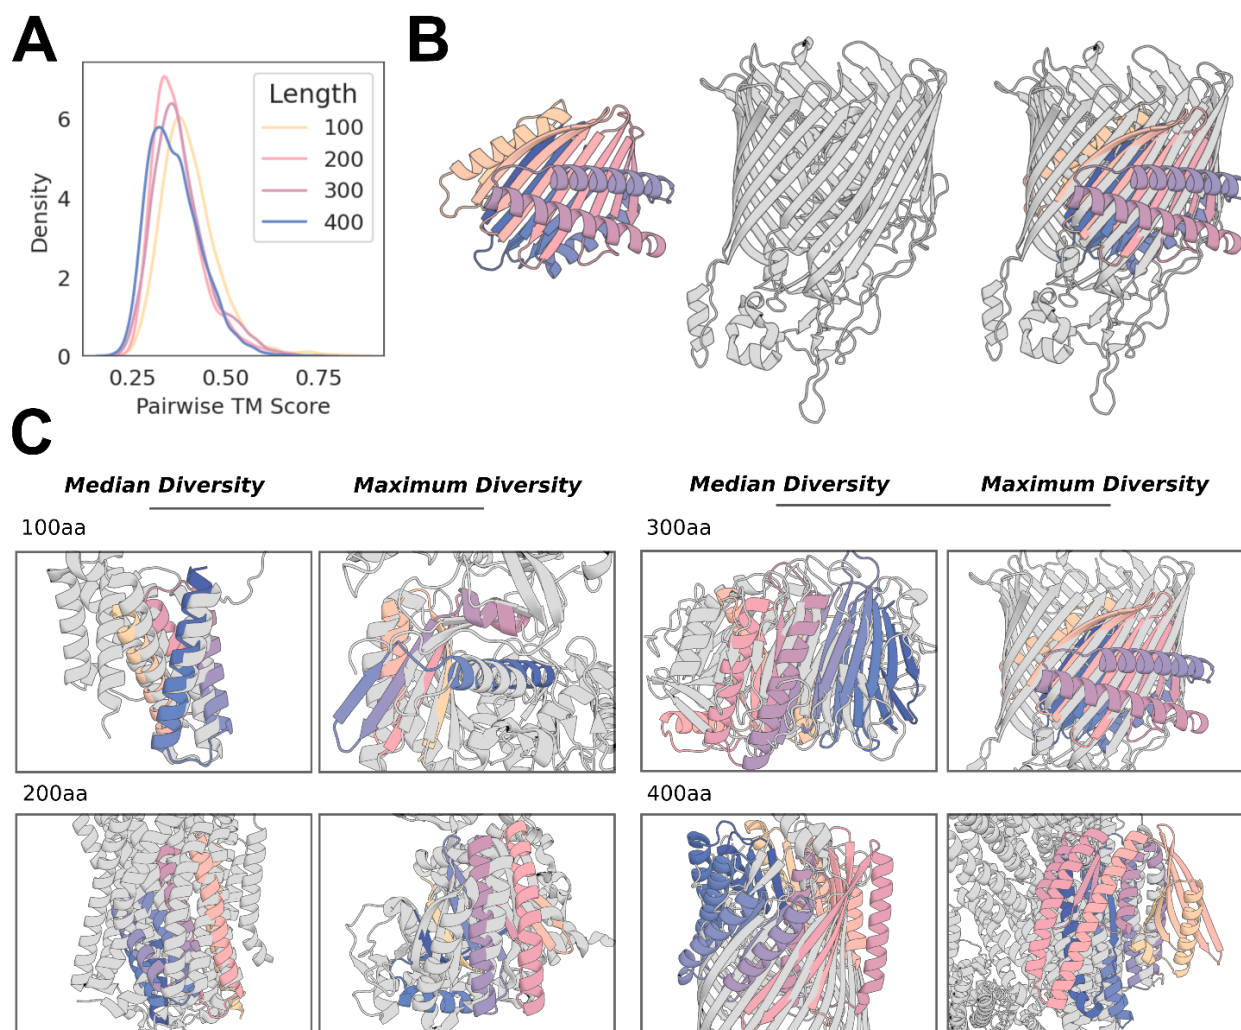 A
B
Length
100
200
300
400
6
4
2
0
Density
0.25 0.50 0.75
Pairwise TM Score
C
Median Diversity Maximum Diversity Median Diversity Maximum Diversity
100aa 300aa
200aa 400aa